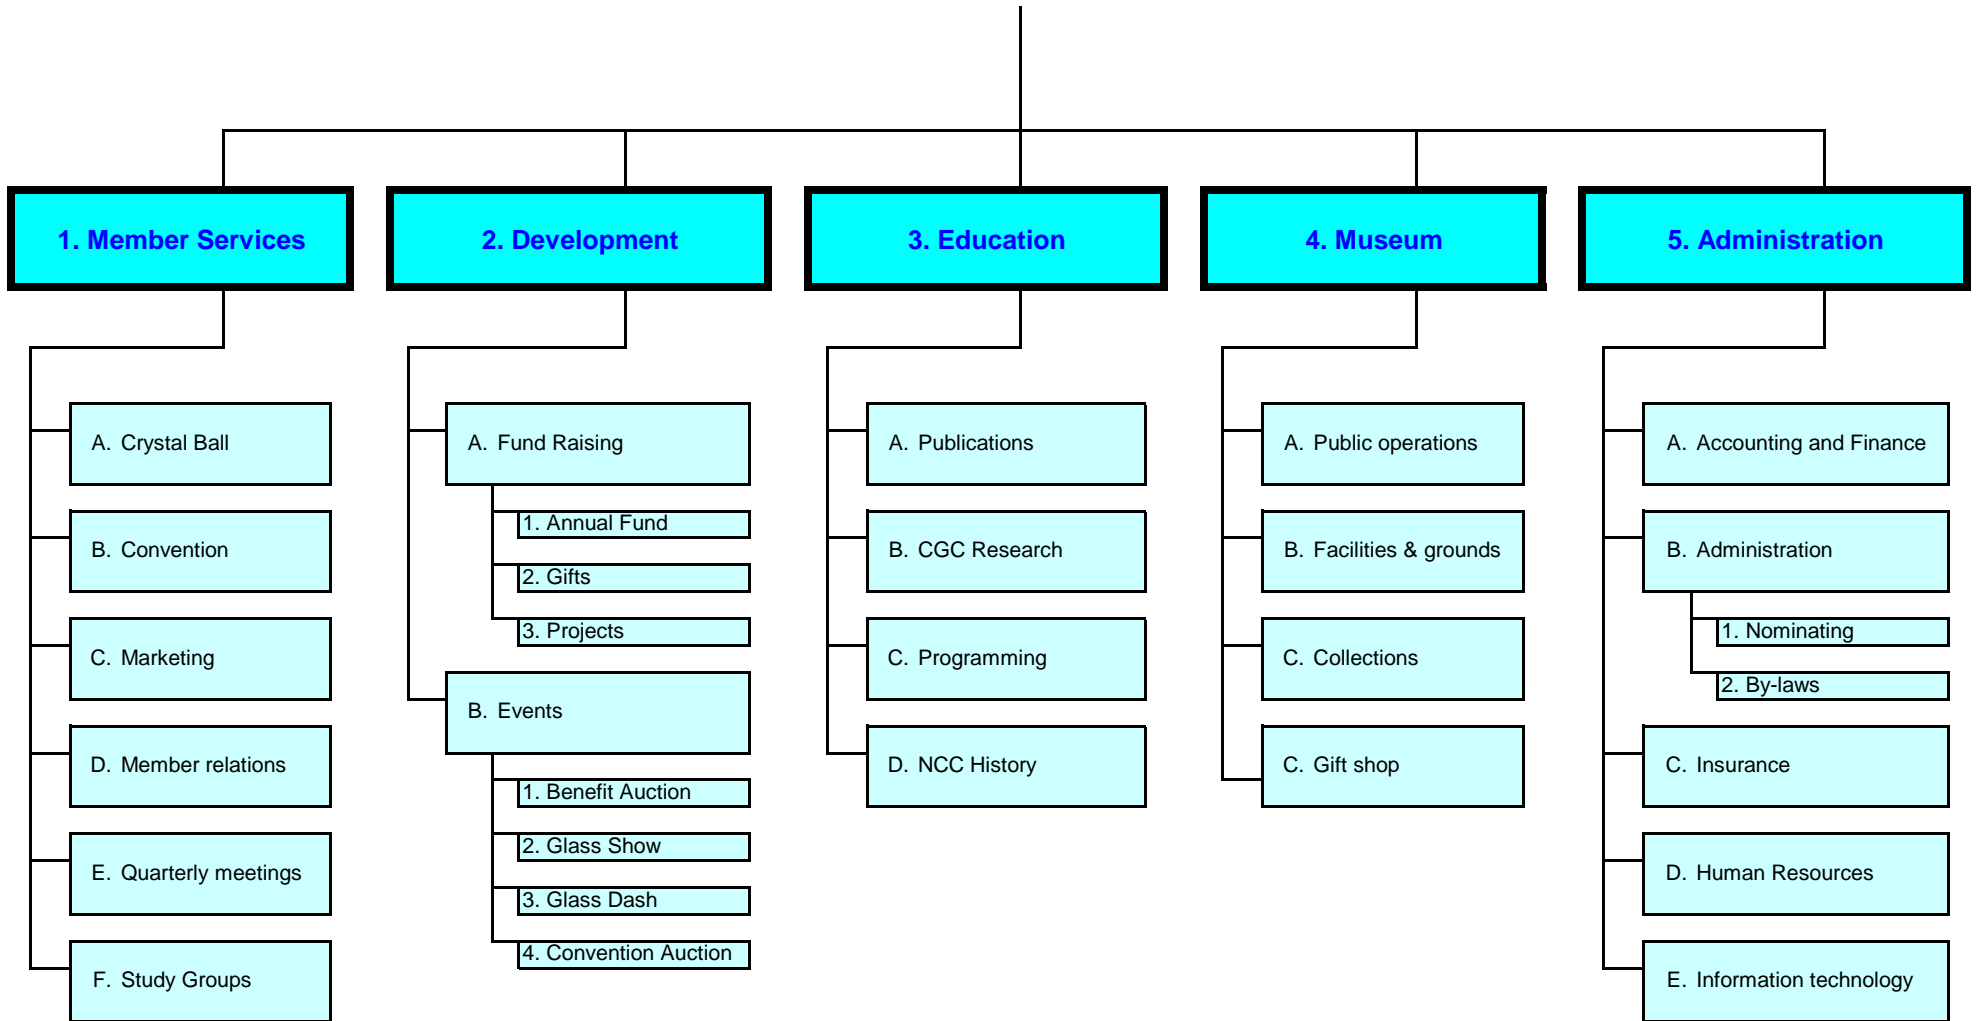 1. Member Services
2. Development
3. Education
4. Museum
5. Administration
A. Crystal Ball
B. Convention
C. Marketing
D. Member relations
E. Quarterly meetings
F. Study Groups
A. Fund Raising
1. Annual Fund
2. Gifts
3. Projects
B. Events
1. Benefit Auction
2. Glass Show
3. Glass Dash
4. Convention Auction
A. Publications
B. CGC Research
C. Programming
D. NCC History
A. Public operations
B. Facilities & grounds
C. Collections
C. Gift shop
A. Accounting and Finance
B. Administration
1. Nominating
2. By-laws
C. Insurance
D. Human Resources
E. Information technology